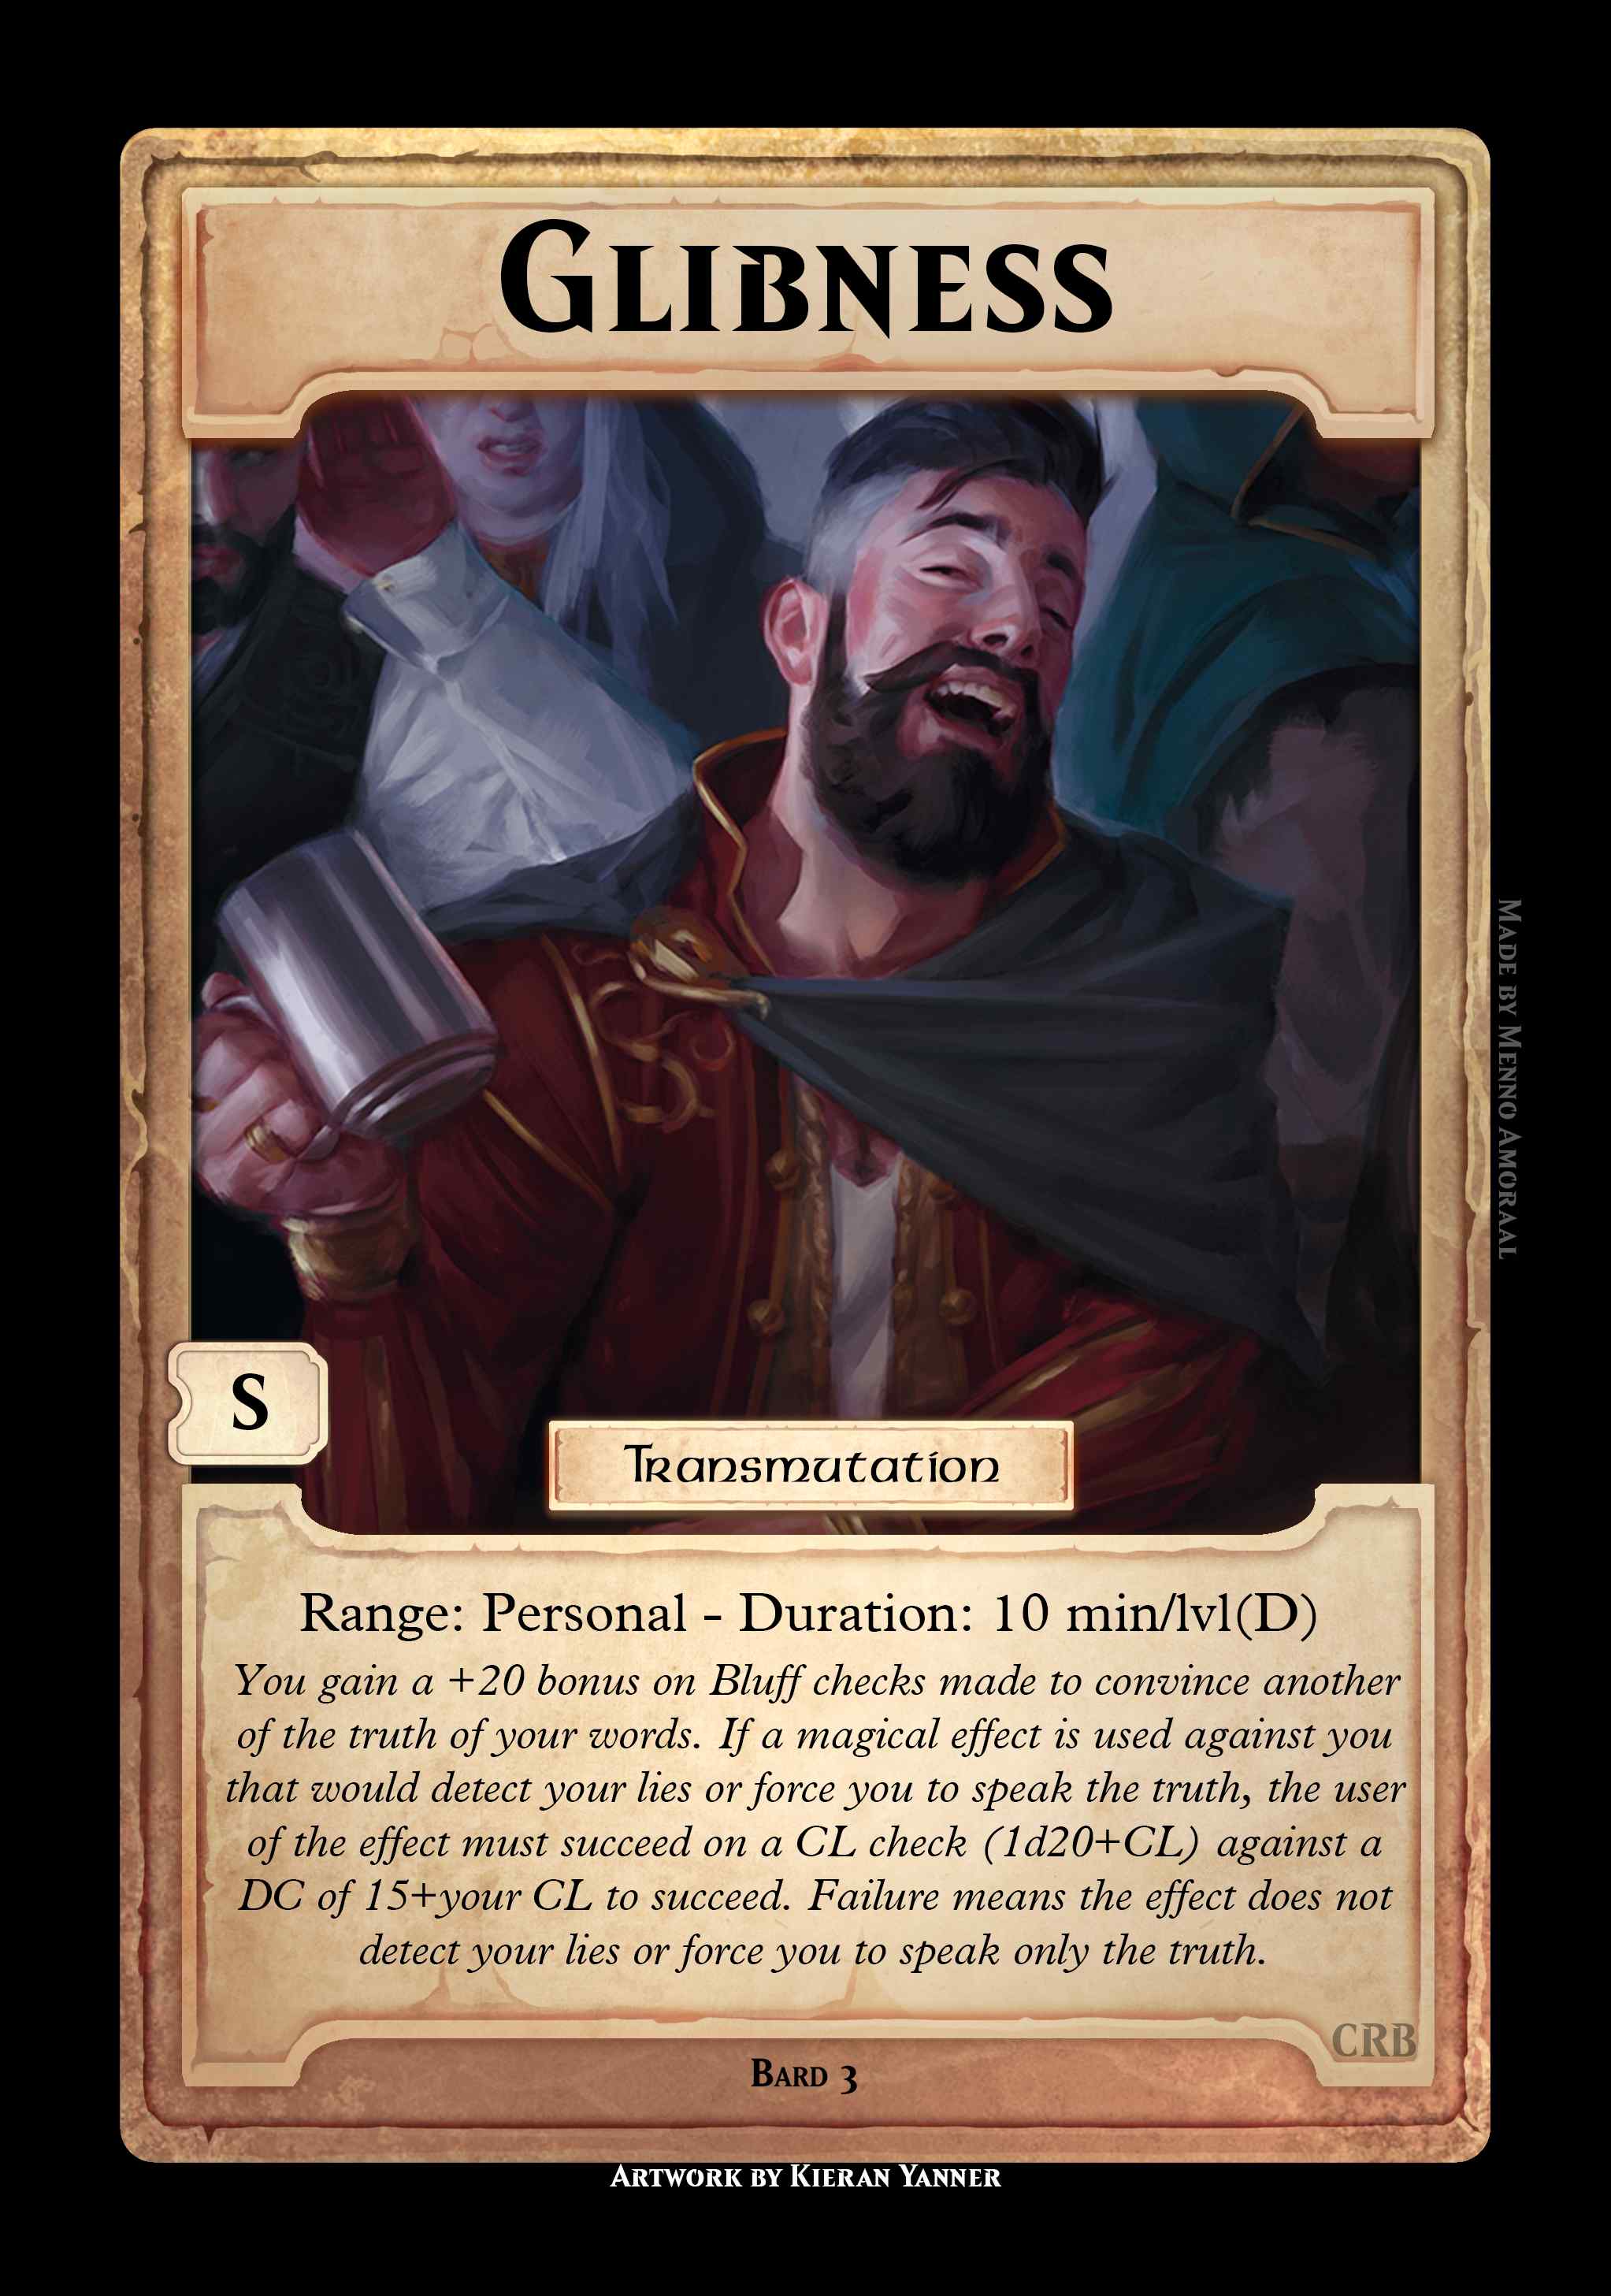 Glibness
S
Transmutation
Range: Personal - Duration: 10 min/lvl(D)
You gain a +20 bonus on Bluff checks made to convince another
of the truth of your words. If a magical effect is used against you
that would detect your lies or force you to speak the truth, the user
of the effect must succeed on a CL check (1d20+CL) against a
DC of 15+your CL to succeed. Failure means the effect does not
detect your lies or force you to speak only the truth.
CRB
Bard 3
Artwork by Kieran Yanner
Made by Menno Amoraal